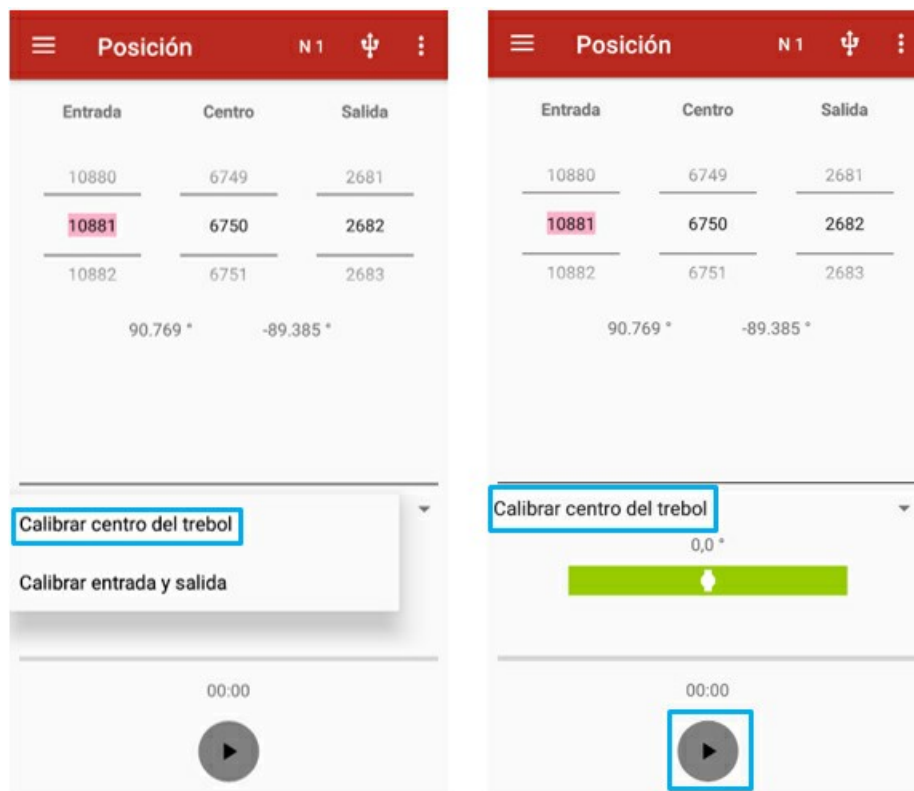 Posición N 1
Entrada Centro Salida
10880 6749 2681
10881 6750 2682
10882 6751 2683
90.769 ° -89.385 °
Calibrar centro del trebol
Calibrar entrada y salida
00:00
Posición N 1
Entrada Centro Salida
10880 6749 2681
10881 6750 2682
10882 6751 2683
90.769 ° -89.385 °
Calibrar centro del trebol
0,0 °
00:00